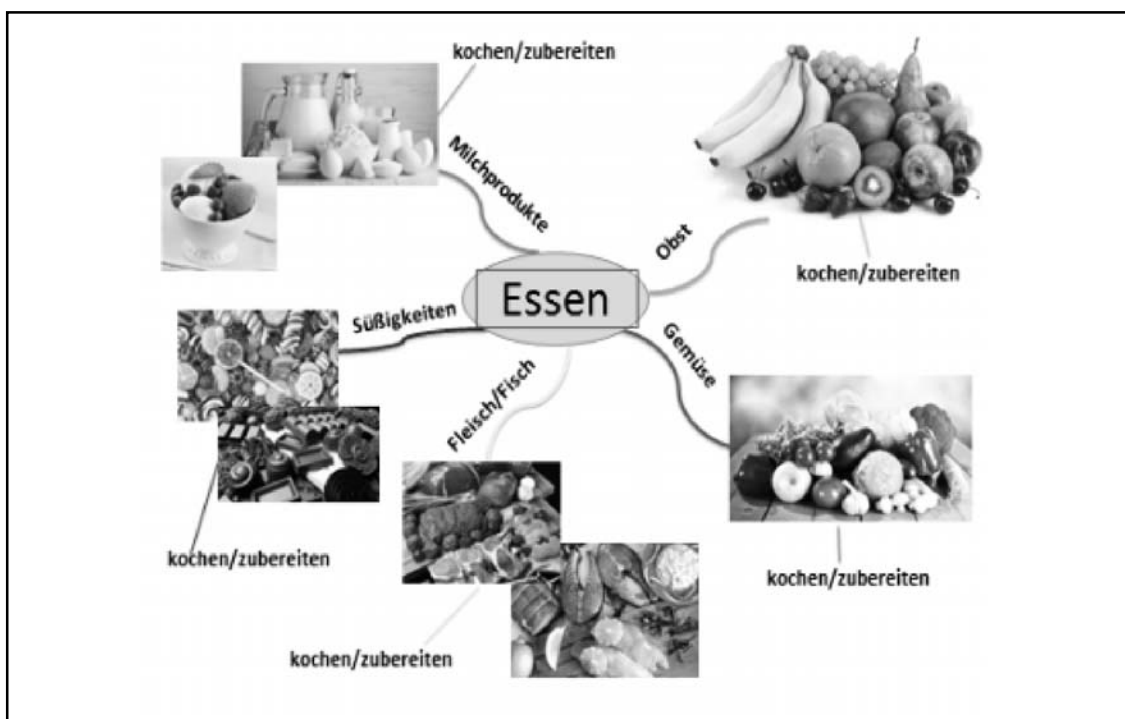 kochen/zubereiten
Milchprodukte
Obst
kochen/zubereiten
Essen
Süßigkeiten
Gemüse
Fleisch/Fisch
kochen/zubereiten
kochen/zubereiten
kochen/zubereiten